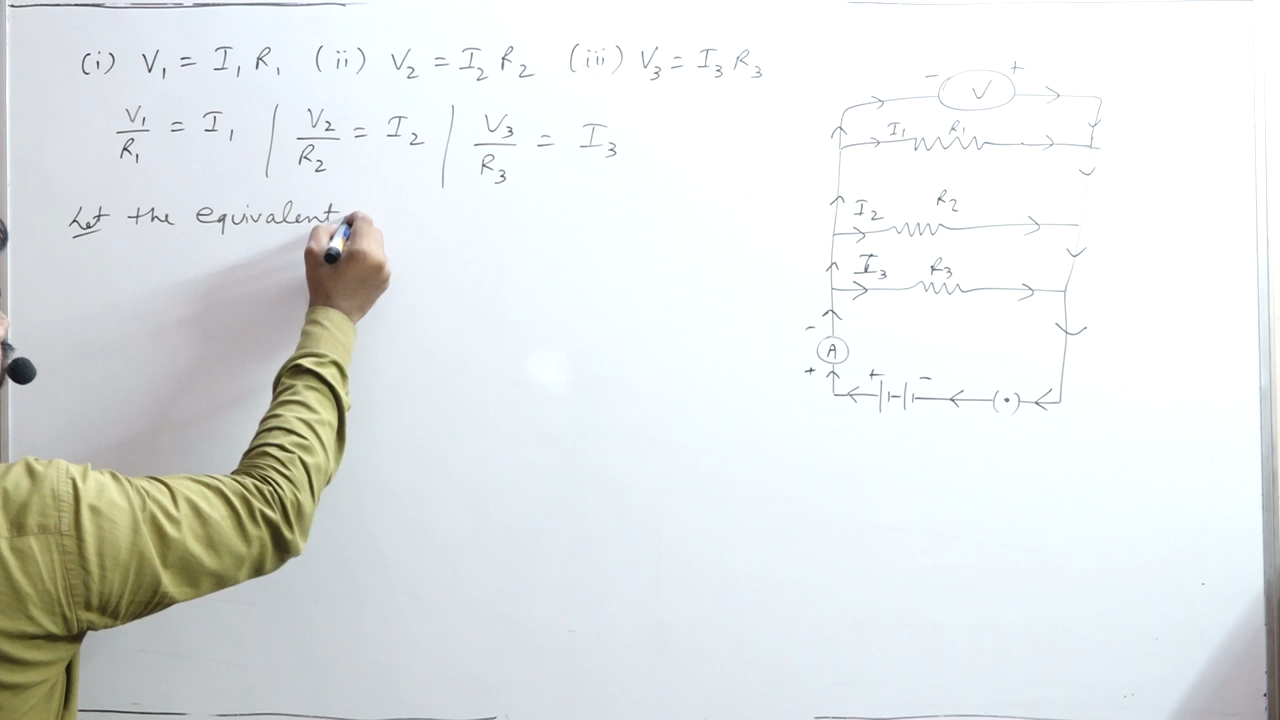 (i) V₁ = I₁ R₁ (ii) V₂ = I₂ R₂ (iii) V₃ = I₃ R₃
V₁/R₁ = I₁ | V₂/R₂ = I₂ | V₃/R₃ = I₃
Let the equivalent
- V +
I₁ R₁
I₂ R₂
I₃ R₃
-
A
+
+ -